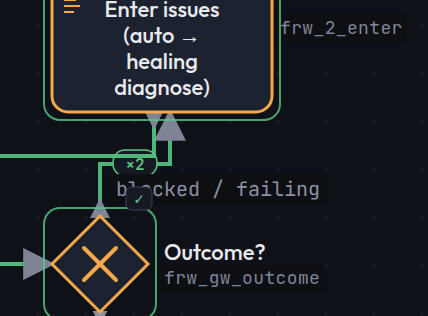 Enter issues
(auto →
healing
diagnose)
frw_2_enter
×2
blocked / failing
✓
Outcome?
frw_gw_outcome